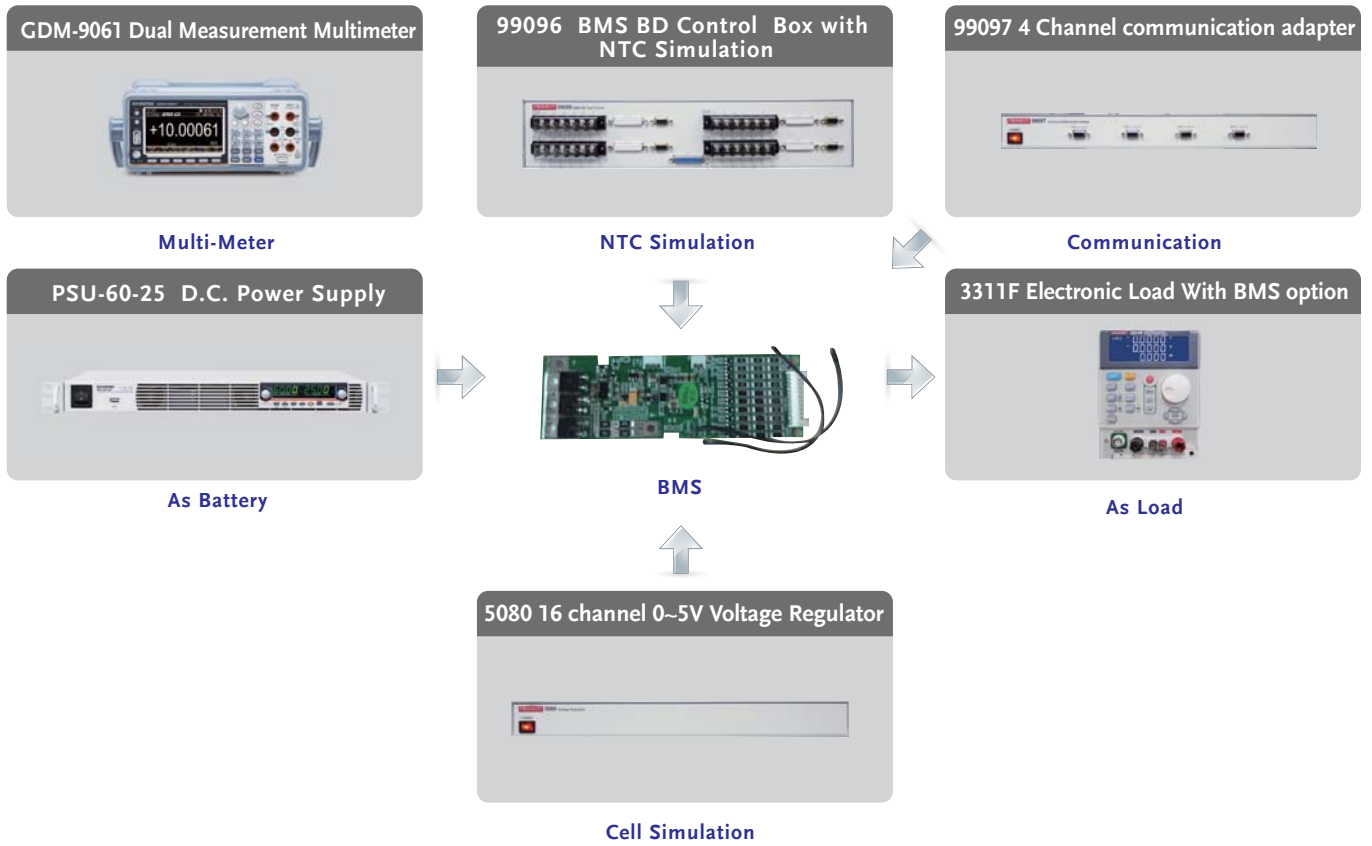 GDM-9061 Dual Measurement Multimeter
+10.00061
Multi-Meter
99096 BMS BD Control Box with
NTC Simulation
NTC Simulation
99097 4 Channel communication adapter
Communication
PSU-60-25 D.C. Power Supply
As Battery
BMS
3311F Electronic Load With BMS option
As Load
5080 16 channel 0~5V Voltage Regulator
5080
Cell Simulation